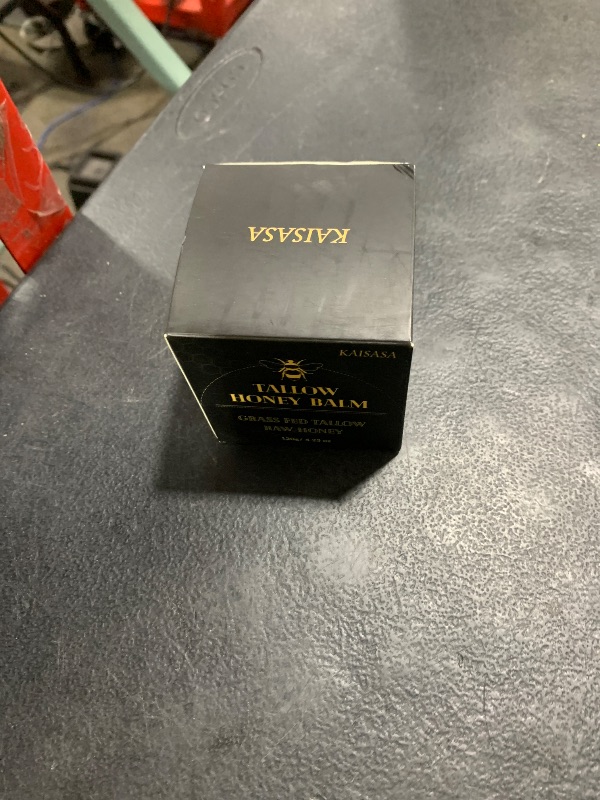 KAISASA
KAISASA
TALLOW
HONEY BALM
GRASS FED TALLOW
RAW HONEY